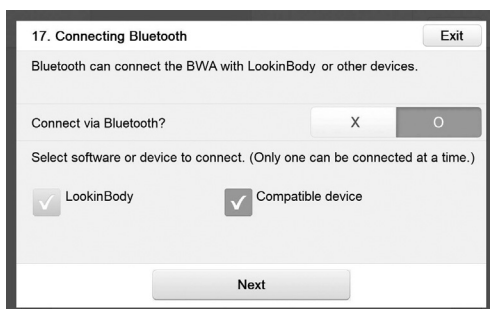 17. Connecting Bluetooth Exit
Bluetooth can connect the BWA with LookinBody or other devices.
Connect via Bluetooth? X O
Select software or device to connect. (Only one can be connected at a time.)
LookinBody Compatible device
Next